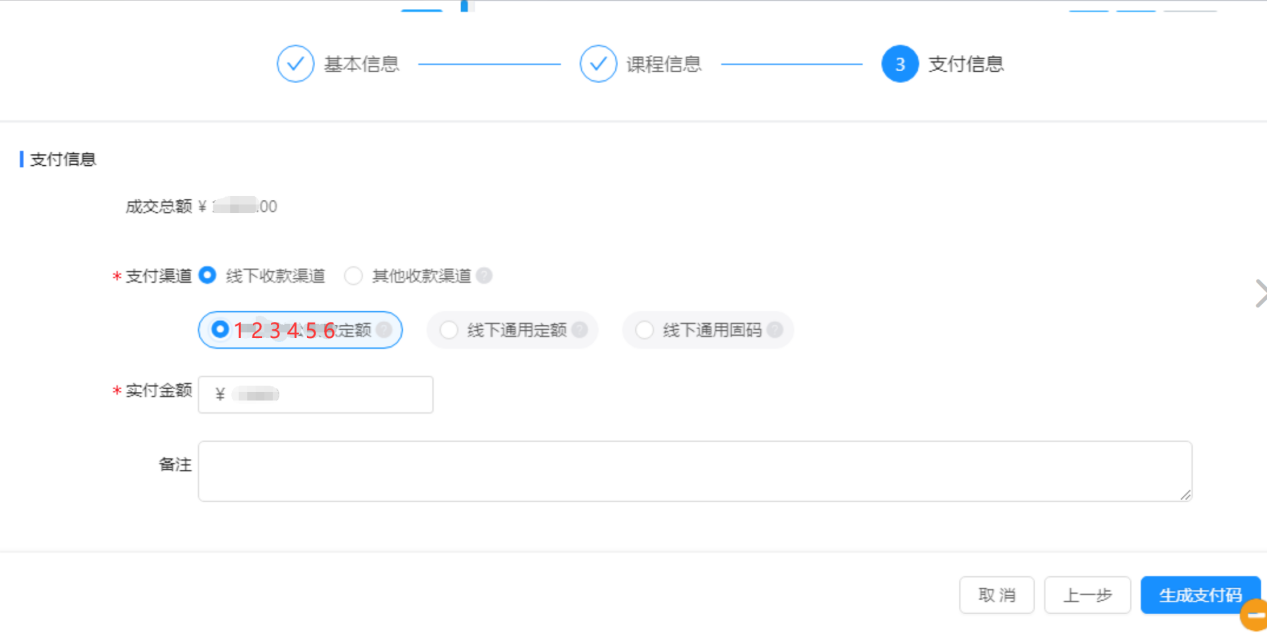 基本信息
课程信息
3 支付信息
支付信息
成交总额 ¥ .00
* 支付渠道 线下收款渠道 其他收款渠道 ?
1 2 3 4 5 6 定额 ? 线下通用定额 ? 线下通用固码 ?
* 实付金额 ¥
备注
取 消 上一步 生成支付码